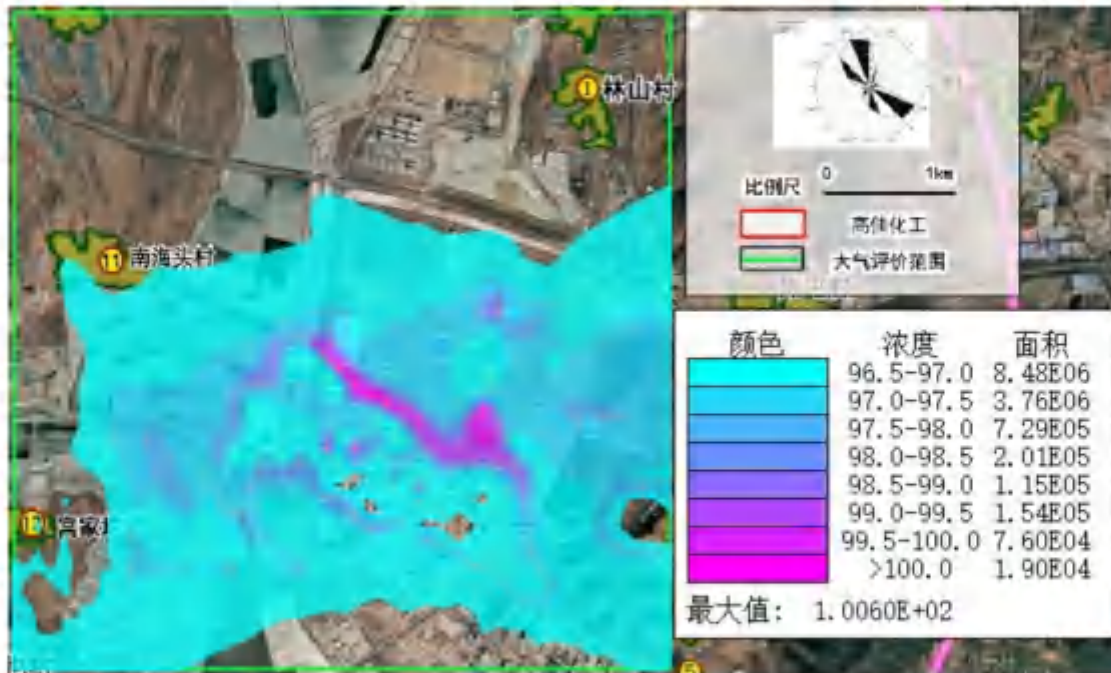 ① 林山村
11 南海头村
0 1km
比例尺
高佳化工
大气评价范围
颜色 浓度 面积
96.5-97.0 8.48E06
97.0-97.5 3.76E06
97.5-98.0 7.29E05
98.0-98.5 2.01E05
98.5-99.0 1.15E05
99.0-99.5 1.54E05
99.5-100.0 7.60E04
>100.0 1.90E04
最大值: 1.0060E+02